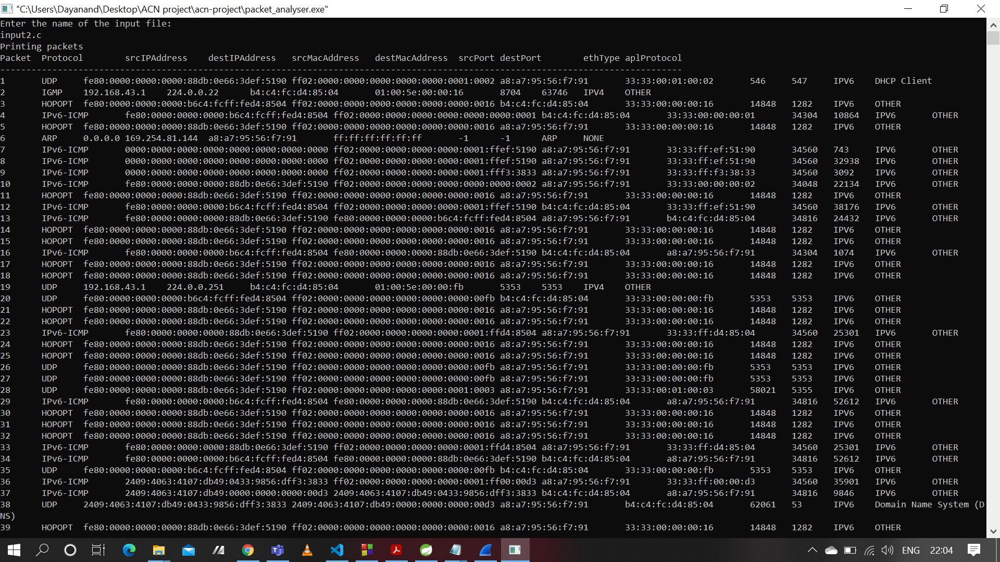 "C:\Users\Dayanand\Desktop\ACN project\acn-project\packet_analyser.exe"
Enter the name of the input file:
input2.c
Printing packets
Packet Protocol srcIPAddress destIPAddress srcMacAddress destMacAddress srcPort destPort ethType aplProtocol
-----------------------------------------------------------------------------------------------------------------------------------
1 UDP fe80:0000:0000:0000:88db:0e66:3def:5190 ff02:0000:0000:0000:0000:0000:0001:0002 a8:a7:95:56:f7:91 33:33:00:01:00:02 546 547 IPV6 DHCP Client
2 IGMP 192.168.43.1 224.0.0.22 b4:c4:fc:d4:85:04 01:00:5e:00:00:16 8704 63746 IPV4 OTHER
3 HOPOPT fe80:0000:0000:0000:b6c4:fcff:fed4:8504 ff02:0000:0000:0000:0000:0000:0000:0016 b4:c4:fc:d4:85:04 33:33:00:00:00:16 14848 1282 IPV6 OTHER
4 IPv6-ICMP fe80:0000:0000:0000:b6c4:fcff:fed4:8504 ff02:0000:0000:0000:0000:0000:0000:0001 b4:c4:fc:d4:85:04 33:33:00:00:00:01 34304 10864 IPV6 OTHER
5 HOPOPT fe80:0000:0000:0000:88db:0e66:3def:5190 ff02:0000:0000:0000:0000:0000:0000:0016 a8:a7:95:56:f7:91 33:33:00:00:00:16 14848 1282 IPV6 OTHER
6 ARP 0.0.0.0 169.254.81.144 a8:a7:95:56:f7:91 ff:ff:ff:ff:ff:ff -1 -1 ARP NONE
7 IPv6-ICMP 0000:0000:0000:0000:0000:0000:0000:0000 ff02:0000:0000:0000:0000:0001:ffef:5190 a8:a7:95:56:f7:91 33:33:ff:ef:51:90 34560 743 IPV6 OTHER
8 IPv6-ICMP 0000:0000:0000:0000:0000:0000:0000:0000 ff02:0000:0000:0000:0000:0001:ffef:5190 a8:a7:95:56:f7:91 33:33:ff:ef:51:90 34560 32938 IPV6 OTHER
9 IPv6-ICMP 0000:0000:0000:0000:0000:0000:0000:0000 ff02:0000:0000:0000:0000:0001:fff3:3833 a8:a7:95:56:f7:91 33:33:ff:f3:38:33 34560 3092 IPV6 OTHER
10 IPv6-ICMP fe80:0000:0000:0000:88db:0e66:3def:5190 ff02:0000:0000:0000:0000:0000:0000:0002 a8:a7:95:56:f7:91 33:33:00:00:00:02 34048 22134 IPV6 OTHER
11 HOPOPT fe80:0000:0000:0000:88db:0e66:3def:5190 ff02:0000:0000:0000:0000:0000:0000:0016 a8:a7:95:56:f7:91 33:33:00:00:00:16 14848 1282 IPV6 OTHER
12 IPv6-ICMP fe80:0000:0000:0000:b6c4:fcff:fed4:8504 ff02:0000:0000:0000:0000:0001:ffef:5190 b4:c4:fc:d4:85:04 33:33:ff:ef:51:90 34560 38176 IPV6 OTHER
13 IPv6-ICMP fe80:0000:0000:0000:88db:0e66:3def:5190 fe80:0000:0000:0000:b6c4:fcff:fed4:8504 a8:a7:95:56:f7:91 b4:c4:fc:d4:85:04 34816 24432 IPV6 OTHER
14 HOPOPT fe80:0000:0000:0000:88db:0e66:3def:5190 ff02:0000:0000:0000:0000:0000:0000:0016 a8:a7:95:56:f7:91 33:33:00:00:00:16 14848 1282 IPV6 OTHER
15 HOPOPT fe80:0000:0000:0000:88db:0e66:3def:5190 ff02:0000:0000:0000:0000:0000:0000:0016 a8:a7:95:56:f7:91 33:33:00:00:00:16 14848 1282 IPV6 OTHER
16 IPv6-ICMP fe80:0000:0000:0000:b6c4:fcff:fed4:8504 fe80:0000:0000:0000:88db:0e66:3def:5190 b4:c4:fc:d4:85:04 a8:a7:95:56:f7:91 34304 1074 IPV6 OTHER
17 HOPOPT fe80:0000:0000:0000:88db:0e66:3def:5190 ff02:0000:0000:0000:0000:0000:0000:0016 a8:a7:95:56:f7:91 33:33:00:00:00:16 14848 1282 IPV6 OTHER
18 HOPOPT fe80:0000:0000:0000:88db:0e66:3def:5190 ff02:0000:0000:0000:0000:0000:0000:0016 a8:a7:95:56:f7:91 33:33:00:00:00:16 14848 1282 IPV6 OTHER
19 UDP 192.168.43.1 224.0.0.251 b4:c4:fc:d4:85:04 01:00:5e:00:00:fb 5353 5353 IPV4 OTHER
20 UDP fe80:0000:0000:0000:b6c4:fcff:fed4:8504 ff02:0000:0000:0000:0000:0000:0000:00fb b4:c4:fc:d4:85:04 33:33:00:00:00:fb 5353 5353 IPV6 OTHER
21 HOPOPT fe80:0000:0000:0000:88db:0e66:3def:5190 ff02:0000:0000:0000:0000:0000:0000:0016 a8:a7:95:56:f7:91 33:33:00:00:00:16 14848 1282 IPV6 OTHER
22 HOPOPT fe80:0000:0000:0000:88db:0e66:3def:5190 ff02:0000:0000:0000:0000:0000:0000:0016 a8:a7:95:56:f7:91 33:33:00:00:00:16 14848 1282 IPV6 OTHER
23 IPv6-ICMP fe80:0000:0000:0000:88db:0e66:3def:5190 ff02:0000:0000:0000:0000:0001:ffd4:8504 a8:a7:95:56:f7:91 33:33:ff:d4:85:04 34560 25301 IPV6 OTHER
24 HOPOPT fe80:0000:0000:0000:88db:0e66:3def:5190 ff02:0000:0000:0000:0000:0000:0000:0016 a8:a7:95:56:f7:91 33:33:00:00:00:16 14848 1282 IPV6 OTHER
25 HOPOPT fe80:0000:0000:0000:88db:0e66:3def:5190 ff02:0000:0000:0000:0000:0000:0000:0016 a8:a7:95:56:f7:91 33:33:00:00:00:16 14848 1282 IPV6 OTHER
26 UDP fe80:0000:0000:0000:88db:0e66:3def:5190 ff02:0000:0000:0000:0000:0000:0000:00fb a8:a7:95:56:f7:91 33:33:00:00:00:fb 5353 5353 IPV6 OTHER
27 UDP fe80:0000:0000:0000:88db:0e66:3def:5190 ff02:0000:0000:0000:0000:0000:0000:00fb a8:a7:95:56:f7:91 33:33:00:00:00:fb 5353 5353 IPV6 OTHER
28 UDP fe80:0000:0000:0000:88db:0e66:3def:5190 ff02:0000:0000:0000:0000:0000:0001:0003 a8:a7:95:56:f7:91 33:33:00:01:00:03 58021 5355 IPV6 OTHER
29 IPv6-ICMP fe80:0000:0000:0000:b6c4:fcff:fed4:8504 fe80:0000:0000:0000:88db:0e66:3def:5190 b4:c4:fc:d4:85:04 a8:a7:95:56:f7:91 34816 52612 IPV6 OTHER
30 HOPOPT fe80:0000:0000:0000:88db:0e66:3def:5190 ff02:0000:0000:0000:0000:0000:0000:0016 a8:a7:95:56:f7:91 33:33:00:00:00:16 14848 1282 IPV6 OTHER
31 HOPOPT fe80:0000:0000:0000:88db:0e66:3def:5190 ff02:0000:0000:0000:0000:0000:0000:0016 a8:a7:95:56:f7:91 33:33:00:00:00:16 14848 1282 IPV6 OTHER
32 HOPOPT fe80:0000:0000:0000:88db:0e66:3def:5190 ff02:0000:0000:0000:0000:0000:0000:0016 a8:a7:95:56:f7:91 33:33:00:00:00:16 14848 1282 IPV6 OTHER
33 IPv6-ICMP fe80:0000:0000:0000:88db:0e66:3def:5190 ff02:0000:0000:0000:0000:0001:ffd4:8504 a8:a7:95:56:f7:91 33:33:ff:d4:85:04 34560 25301 IPV6 OTHER
34 IPv6-ICMP fe80:0000:0000:0000:b6c4:fcff:fed4:8504 fe80:0000:0000:0000:88db:0e66:3def:5190 b4:c4:fc:d4:85:04 a8:a7:95:56:f7:91 34816 52612 IPV6 OTHER
35 UDP fe80:0000:0000:0000:b6c4:fcff:fed4:8504 ff02:0000:0000:0000:0000:0000:0000:00fb b4:c4:fc:d4:85:04 33:33:00:00:00:fb 5353 5353 IPV6 OTHER
36 IPv6-ICMP 2409:4063:4107:db49:0433:9856:dff3:3833 ff02:0000:0000:0000:0000:0001:ff00:00d3 a8:a7:95:56:f7:91 33:33:ff:00:00:d3 34560 35901 IPV6 OTHER
37 IPv6-ICMP 2409:4063:4107:db49:0000:0000:0000:00d3 2409:4063:4107:db49:0433:9856:dff3:3833 b4:c4:fc:d4:85:04 a8:a7:95:56:f7:91 34816 9846 IPV6 OTHER
38 UDP 2409:4063:4107:db49:0433:9856:dff3:3833 2409:4063:4107:db49:0000:0000:0000:00d3 a8:a7:95:56:f7:91 b4:c4:fc:d4:85:04 62061 53 IPV6 Domain Name System (D
NS)
39 HOPOPT fe80:0000:0000:0000:88db:0e66:3def:5190 ff02:0000:0000:0000:0000:0000:0000:0016 a8:a7:95:56:f7:91 33:33:00:00:00:16 14848 1282 IPV6 OTHER
ENG 22:04